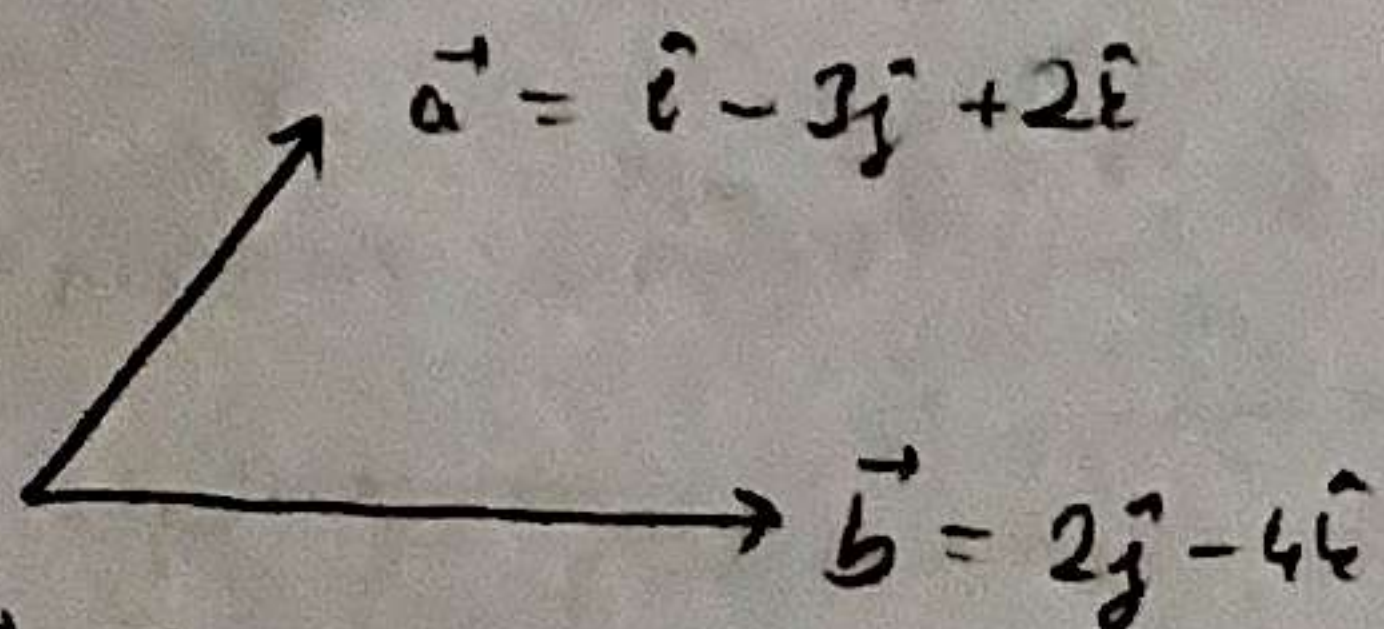 a⃗ = î - 3ĵ + 2k̂
b⃗ = 2ĵ - 4k̂